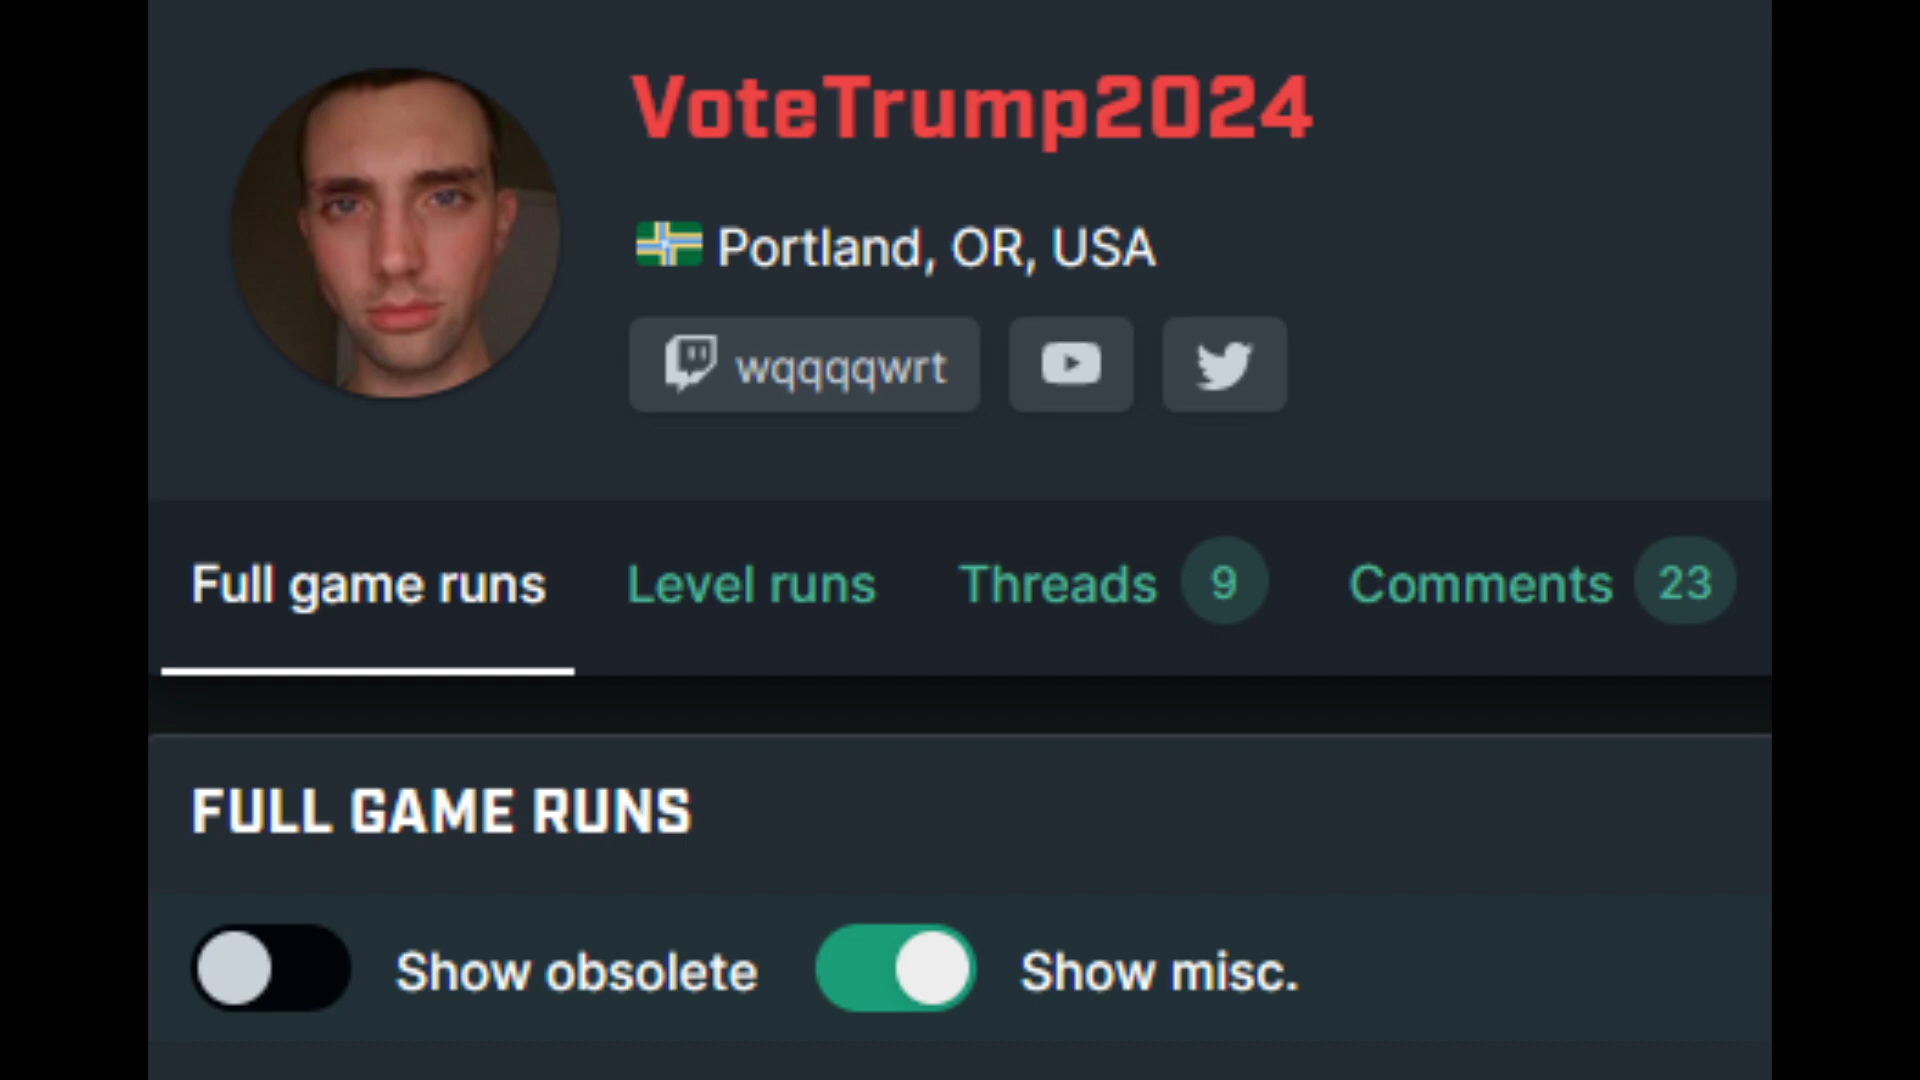 VoteTrump2024
Portland, OR, USA
wqqqqwrt
Full game runs Level runs Threads 9 Comments 23
FULL GAME RUNS
Show obsolete Show misc.